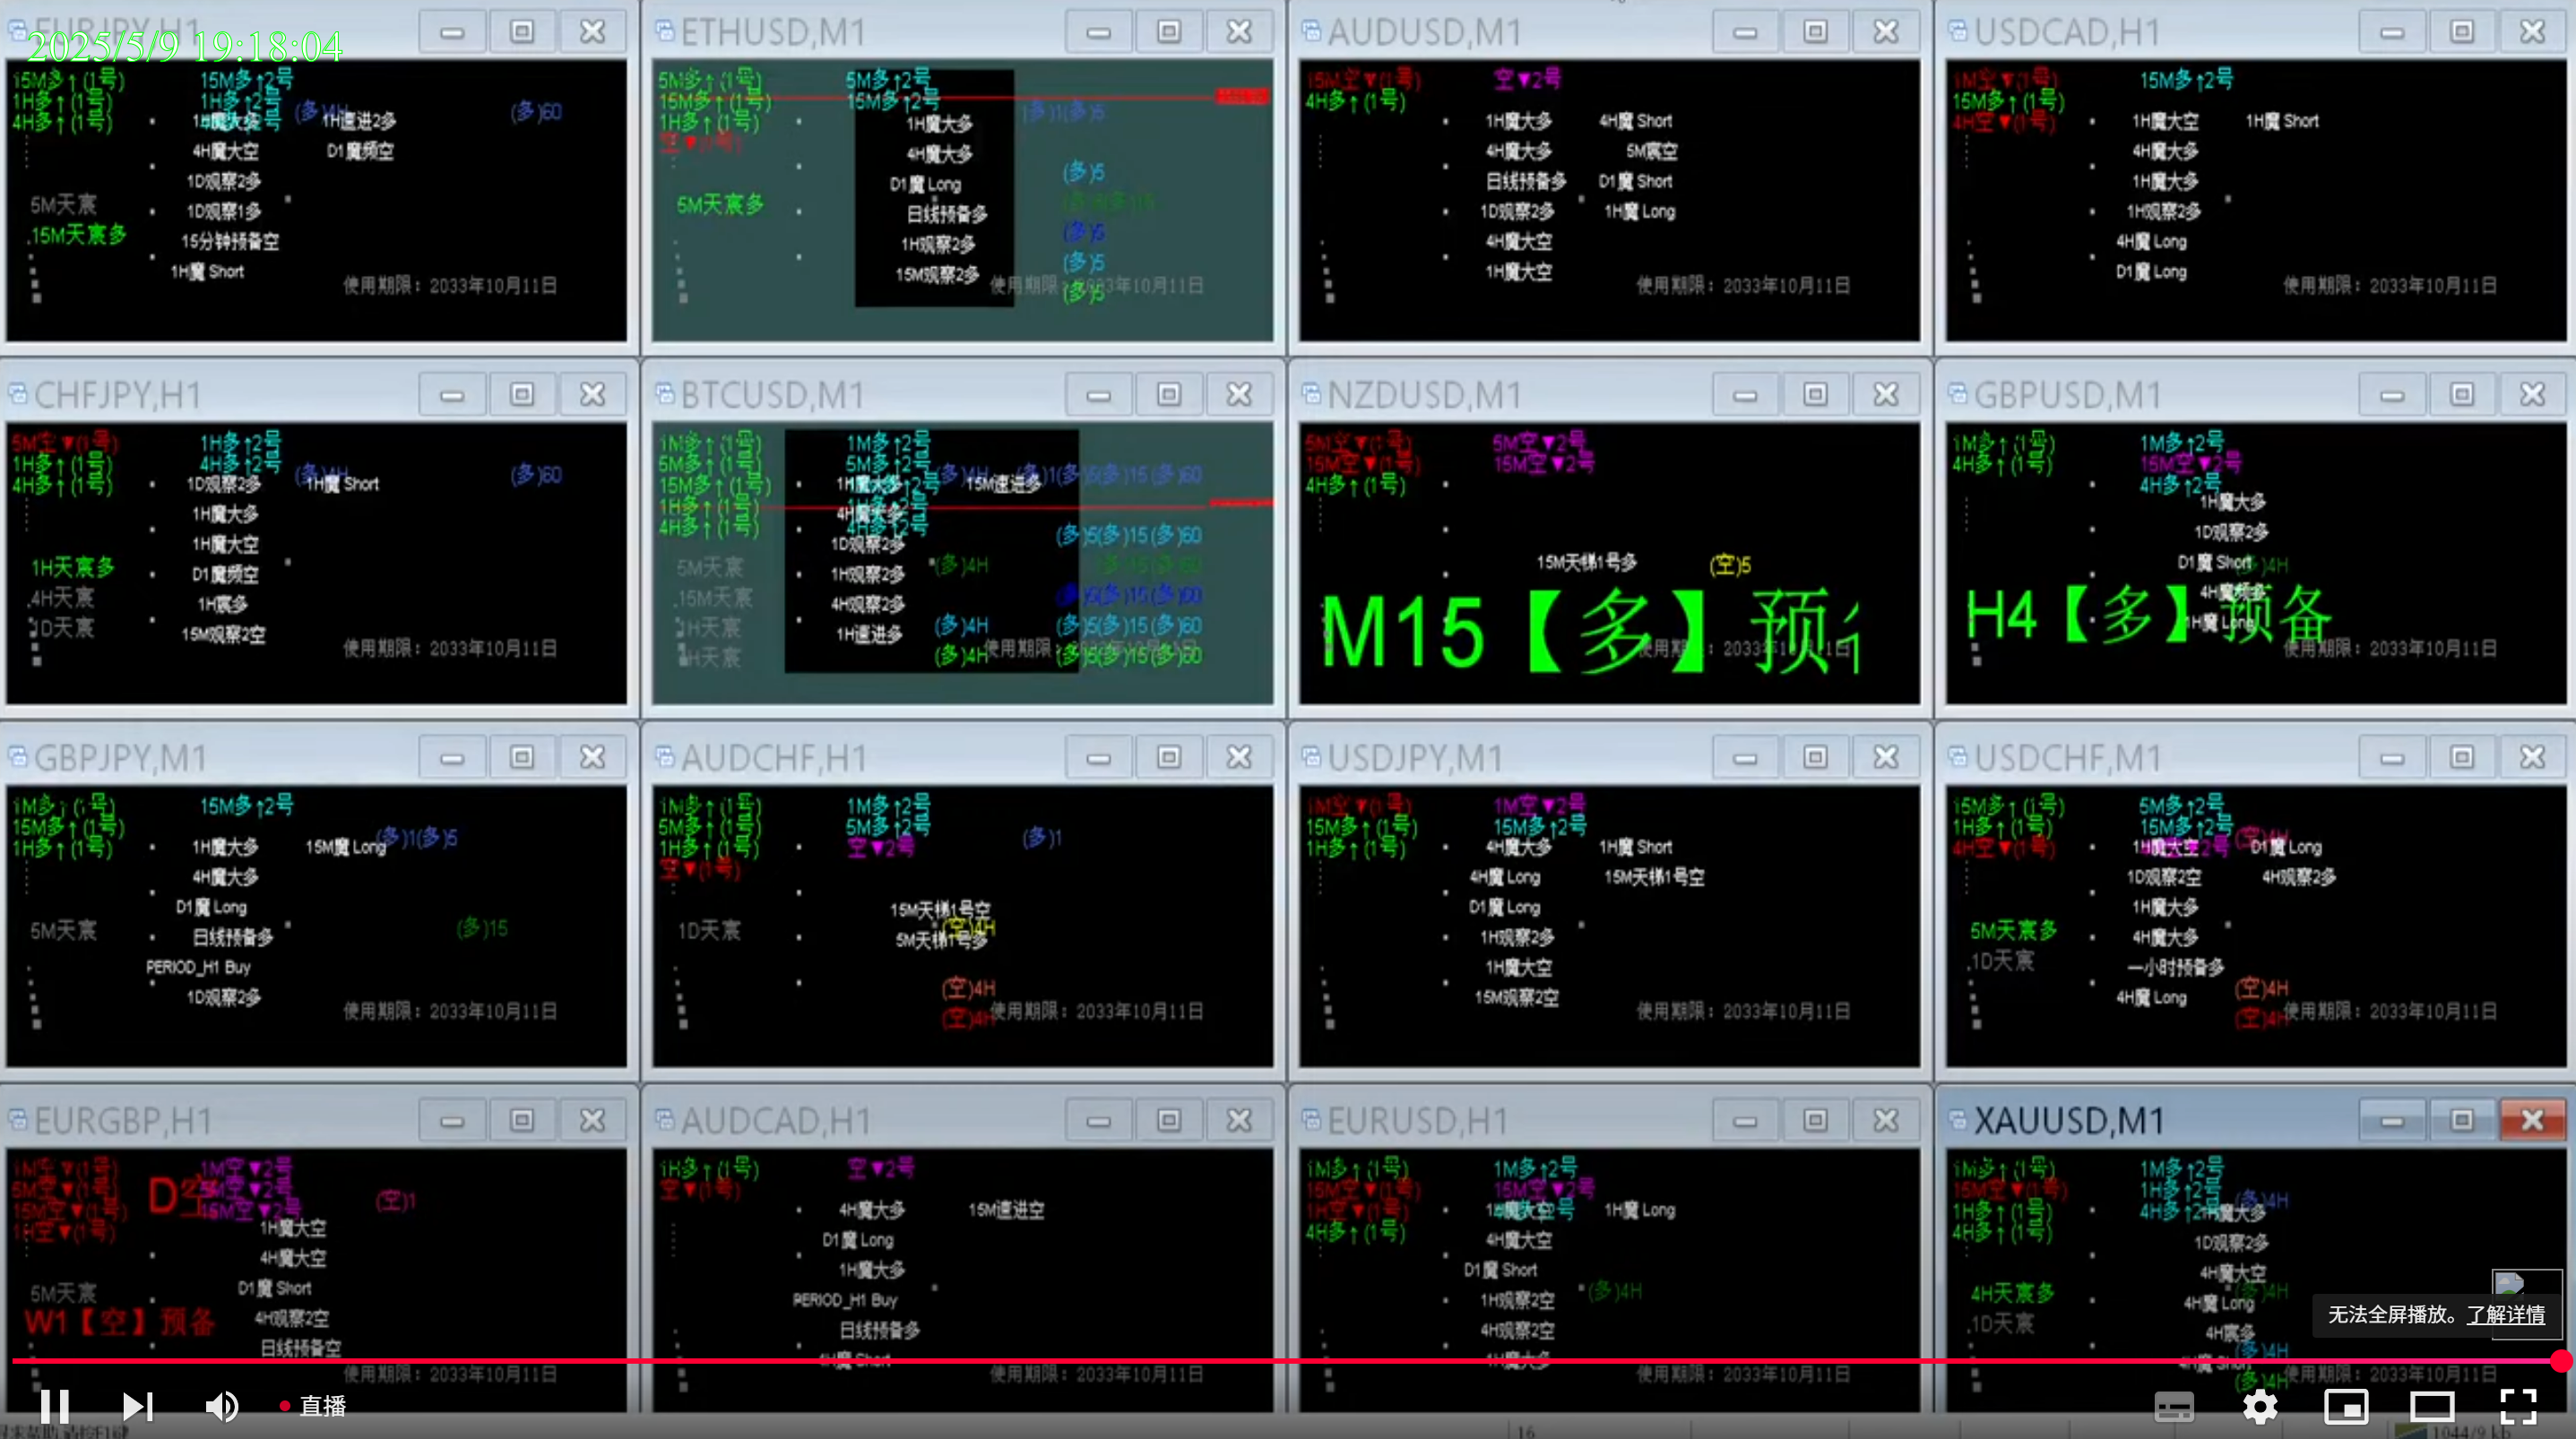 EURJPY,H1
2025/5/9 19:18:04
15M多↑(1号) 15M多↑2号
1H多↑(1号) 1H多↑2号
4H多↑(1号) 1H魔大多 (多)4H 1H速进2多 (多)60
4H魔大空 D1魔频空
1D观察2多
5M天宸 1D观察1多
.15M天宸多 15分钟预备空
1H魔 Short
使用期限：2033年10月11日
ETHUSD,M1
5M多↑(1号) 5M多↑2号
15M多↑(1号) 15M多↑2号
1H多↑(1号) 1H魔大多 (多)1(多)5
空▼(1号) 4H魔大多
D1魔 Long (多)5
5M天宸多 日线预备多
1H观察2多 (多)5
15M观察2多 (多)5
使用期限：2033年10月11日
(多)5
AUDUSD,M1
15M空▼(1号) 空▼2号
4H多↑(1号)
1H魔大多 4H魔 Short
4H魔大多 5M宸空
日线预备多 D1魔 Short
1D观察2多 1H魔 Long
4H魔大空
1H魔大空
使用期限：2033年10月11日
USDCAD,H1
1M空▼(1号) 15M多↑2号
15M多↑(1号)
4H空▼(1号) 1H魔大空 1H魔 Short
4H魔大多
1H魔大多
1H观察2多
4H魔 Long
D1魔 Long
使用期限：2033年10月11日
CHFJPY,H1
5M空▼(1号) 1H多↑2号
1H多↑(1号) 4H多↑2号
4H多↑(1号) 1D观察2多 (多)4H 1H魔 Short (多)60
1H魔大多
1H魔大空
1H天宸多 D1魔频空
.4H天宸 1H宸多
1D天宸 15M观察2空
使用期限：2033年10月11日
BTCUSD,M1
1M多↑(1号) 1M多↑2号
5M多↑(1号) 5M多↑2号
15M多↑(1号) 1H魔大多 (多)4H 15M速进多 (多)1(多)5(多)15(多)60
1H多↑(1号) 4H魔大多
4H多↑(1号) 4H多↑2号
1D观察2多 (多)5(多)15(多)60
5M天宸 1H观察2多 (多)4H
.15M天宸 4H观察2多
1H天宸 1H速进多 (多)4H (多)5(多)15(多)60
H天宸 (多)4H (多)5(多)15(多)60
使用期限：
NZDUSD,M1
5M空▼(1号) 5M空▼2号
15M空▼(1号) 15M空▼2号
4H多↑(1号)
15M天梯1号多 (空)5
M15【多】预
使用期限：2033年10月11日
GBPUSD,M1
1M多↑(1号) 1M多↑2号
4H多↑(1号) 15M空▼2号
4H多↑2号
1H魔大多
1D观察2多
D1魔 Short (多)4H
4H魔频多
H4【多】预备
1H魔 Long
使用期限：2033年10月11日
GBPJPY,M1
1M多↑(1号) 15M多↑2号
15M多↑(1号)
1H多↑(1号) 1H魔大多 15M魔 Long (多)1(多)5
4H魔大多
D1魔 Long
5M天宸 日线预备多 (多)15
PERIOD_H1 Buy
1D观察2多
使用期限：2033年10月11日
AUDCHF,H1
1M多↑(1号) 1M多↑2号
5M多↑(1号) 5M多↑2号
1H多↑(1号) 空▼2号 (多)1
空▼(1号)
15M天梯1号空
1D天宸 5M天梯1号多 (空)4H
(空)4H
(空)4H 使用期限：2033年10月11日
USDJPY,M1
1M空▼(1号) 1M空▼2号
15M多↑(1号) 15M多↑2号
1H多↑(1号) 4H魔大多 1H魔 Short
4H魔 Long 15M天梯1号空
D1魔 Long
1H观察2多
1H魔大空
15M观察2空
使用期限：2033年10月11日
USDCHF,M1
15M多↑(1号) 5M多↑2号
1H多↑(1号) 15M多↑2号 (空)4H
4H空▼(1号) 1H魔大空 D1魔 Long
1D观察2空 4H观察2多
1H魔大多
5M天宸多 4H魔大多
.1D天宸 一小时预备多
4H魔 Long (空)4H
(空)4H 使用期限：2033年10月11日
EURGBP,H1
1M空▼(1号) 1M空▼2号
5M空▼(1号) 5M空▼2号
15M空▼(1号) 15M空▼2号 (空)1
1H空▼(1号) 1H魔大空
4H魔大空
5M天宸 D1魔 Short
W1【空】预备 4H观察2空
日线预备空
使用期限：2033年10月11日
AUDCAD,H1
1H多↑(1号) 空▼2号
空▼(1号)
4H魔大多 15M速进空
D1魔 Long
1H魔大多
PERIOD_H1 Buy
日线预备多
4H魔 Short
使用期限：2033年10月11日
EURUSD,H1
1M多↑(1号) 1M多↑2号
15M空▼(1号) 15M空▼2号
1H空▼(1号) 1H魔 Long
4H多↑(1号) 4H魔大空
D1魔 Short
1H观察2空 (多)4H
4H观察2空
1H魔大多
使用期限：2033年10月11日
XAUUSD,M1
1M多↑(1号) 1M多↑2号
15M空▼(1号) 1H多↑2号 (多)4H
1H多↑(1号) 4H多↑2号 1H魔大多
4H多↑(1号) 1D观察2多
4H魔大空
4H天宸多 4H魔 Long (多)4H
.1D天宸 4H宸多
(多)4H
(多)4H 使用期限：2033年10月11日
无法全屏播放。了解详情
直播
16